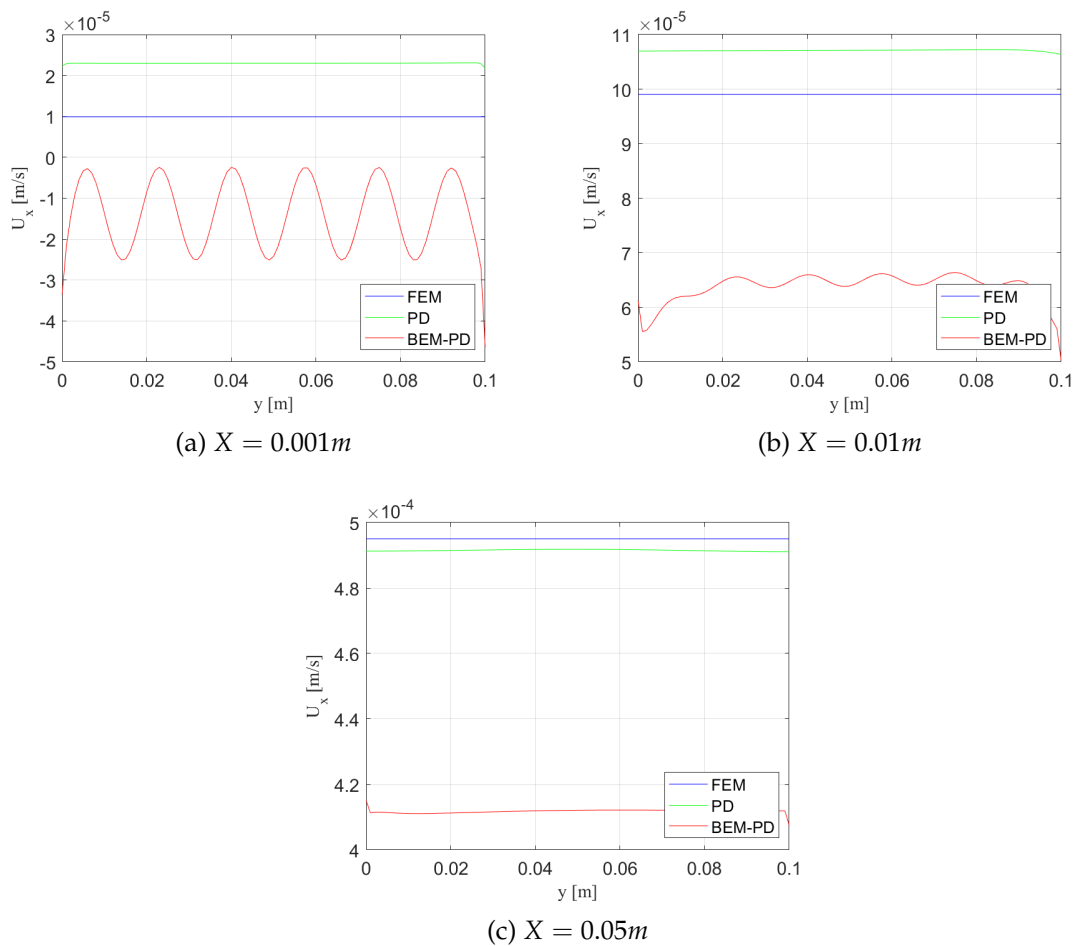 ×10⁻⁵
3
2
1
0
-1
-2
-3
-4
-5
U_x [m/s]
0 0.02 0.04 0.06 0.08 0.1
y [m]
FEM
PD
BEM-PD
(a) X = 0.001m
×10⁻⁵
11
10
9
8
7
6
5
U_x [m/s]
0 0.02 0.04 0.06 0.08 0.1
y [m]
FEM
PD
BEM-PD
(b) X = 0.01m
×10⁻⁴
5
4.8
4.6
4.4
4.2
4
U_x [m/s]
0 0.02 0.04 0.06 0.08 0.1
y [m]
FEM
PD
BEM-PD
(c) X = 0.05m